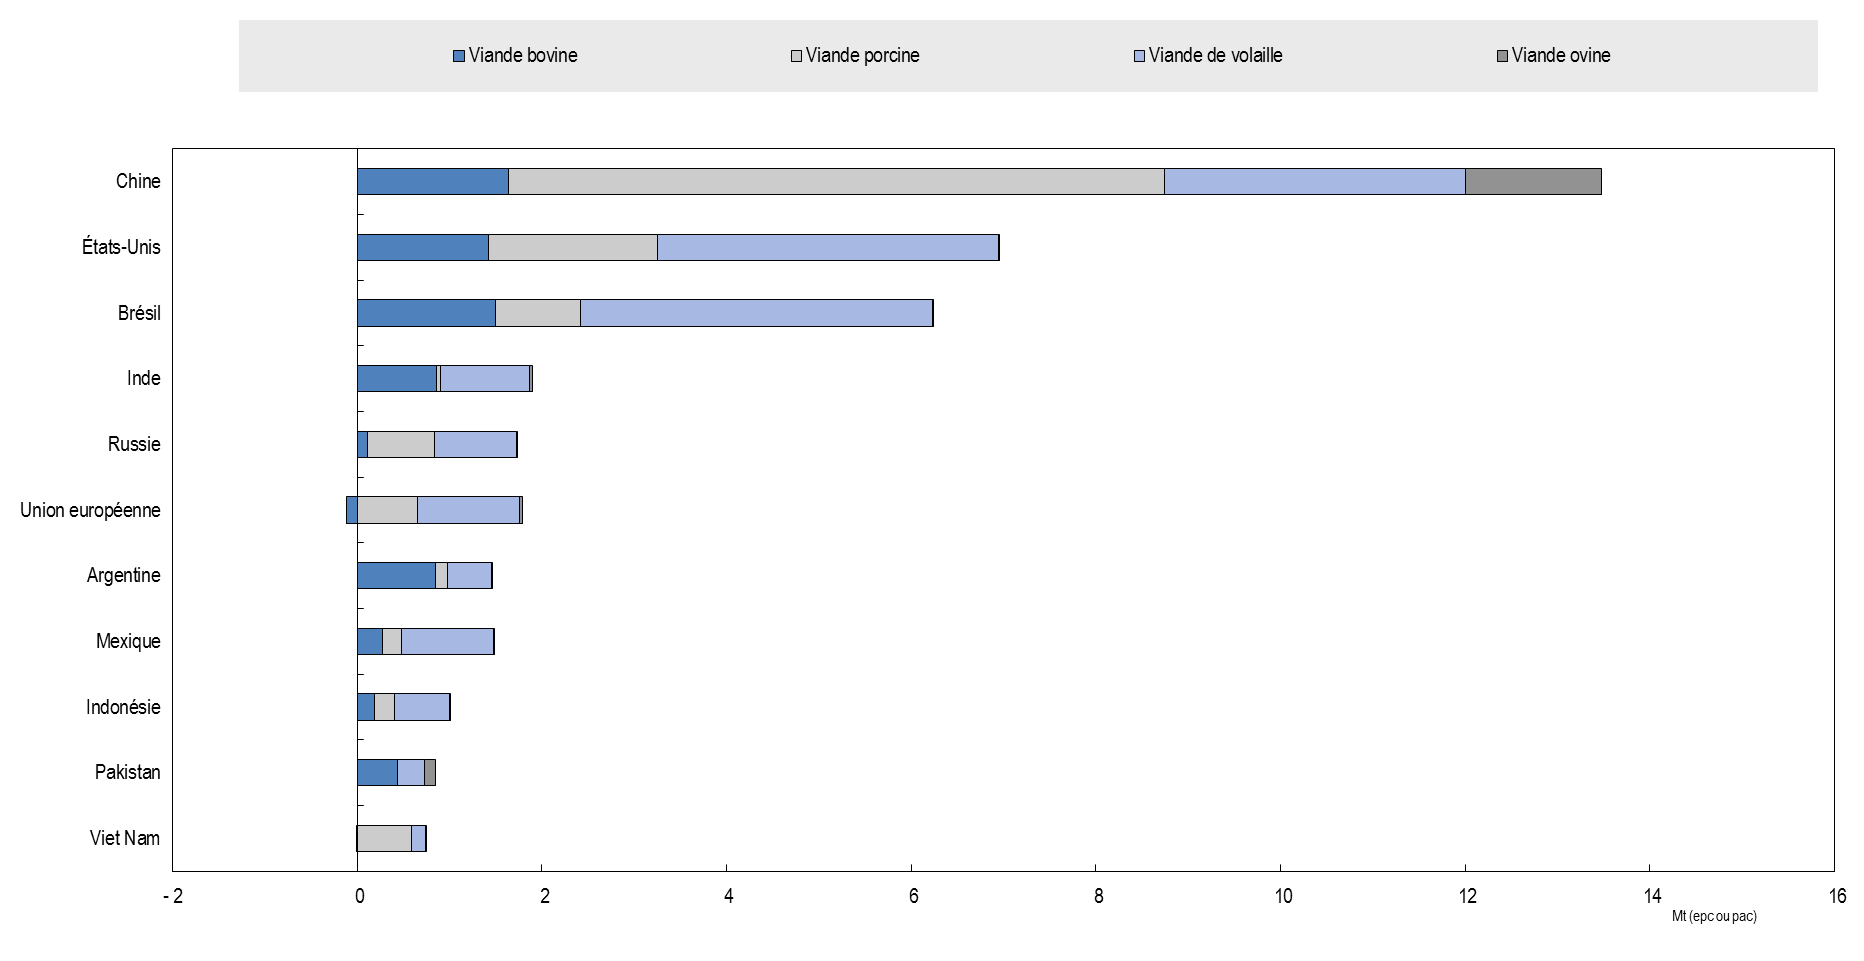 Viande bovine Viande porcine Viande de volaille Viande ovine
Chine
États-Unis
Brésil
Inde
Russie
Union européenne
Argentine
Mexique
Indonésie
Pakistan
Viet Nam
- 2 0 2 4 6 8 10 12 14 16
Mt (epc ou pac)